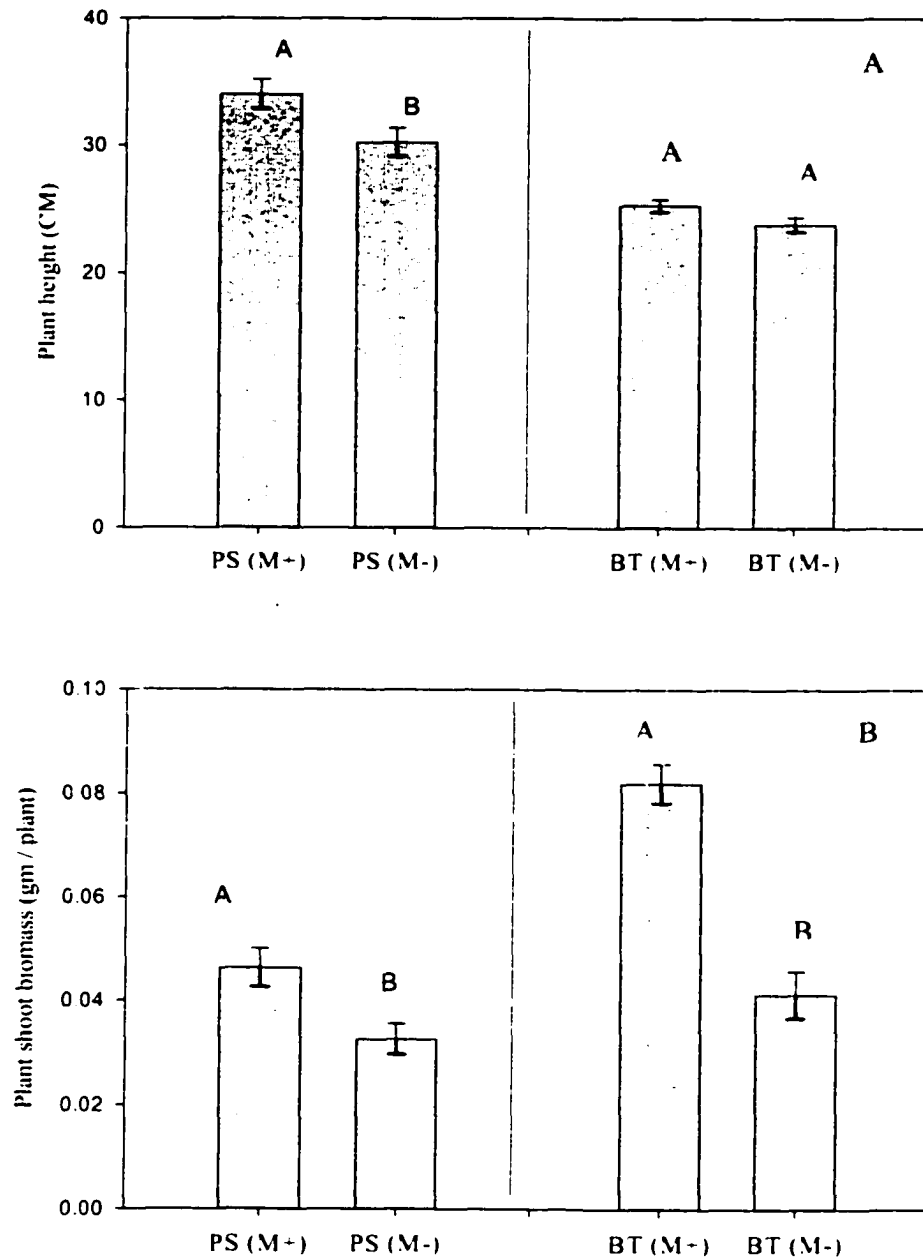 40
30
20
10
0
Plant height (CM)
A
B
A
A
A
PS (M+)
PS (M-)
BT (M+)
BT (M-)
0.10
0.08
0.06
0.04
0.02
0.00
Plant shoot biomass (gm / plant)
A
B
A
B
B
PS (M+)
PS (M-)
BT (M+)
BT (M-)